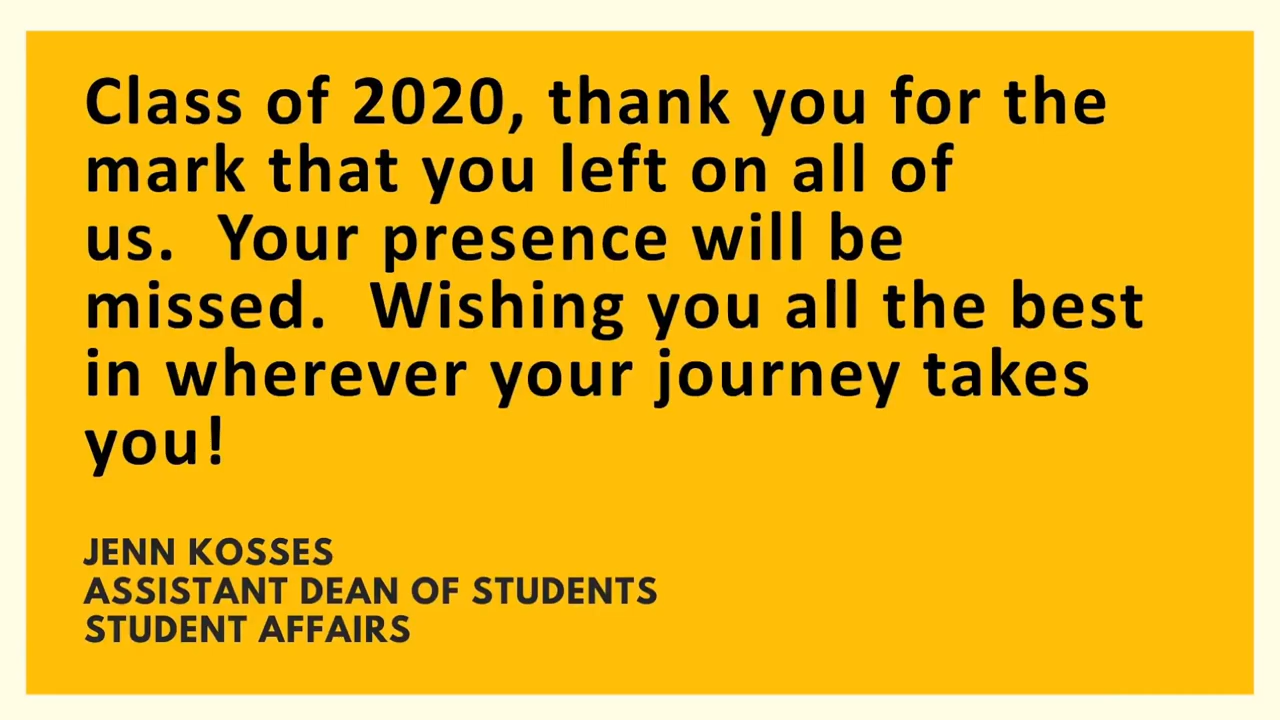 Class of 2020, thank you for the
mark that you left on all of
us.  Your presence will be
missed.  Wishing you all the best
in wherever your journey takes
you!
JENN KOSSES
ASSISTANT DEAN OF STUDENTS
STUDENT AFFAIRS